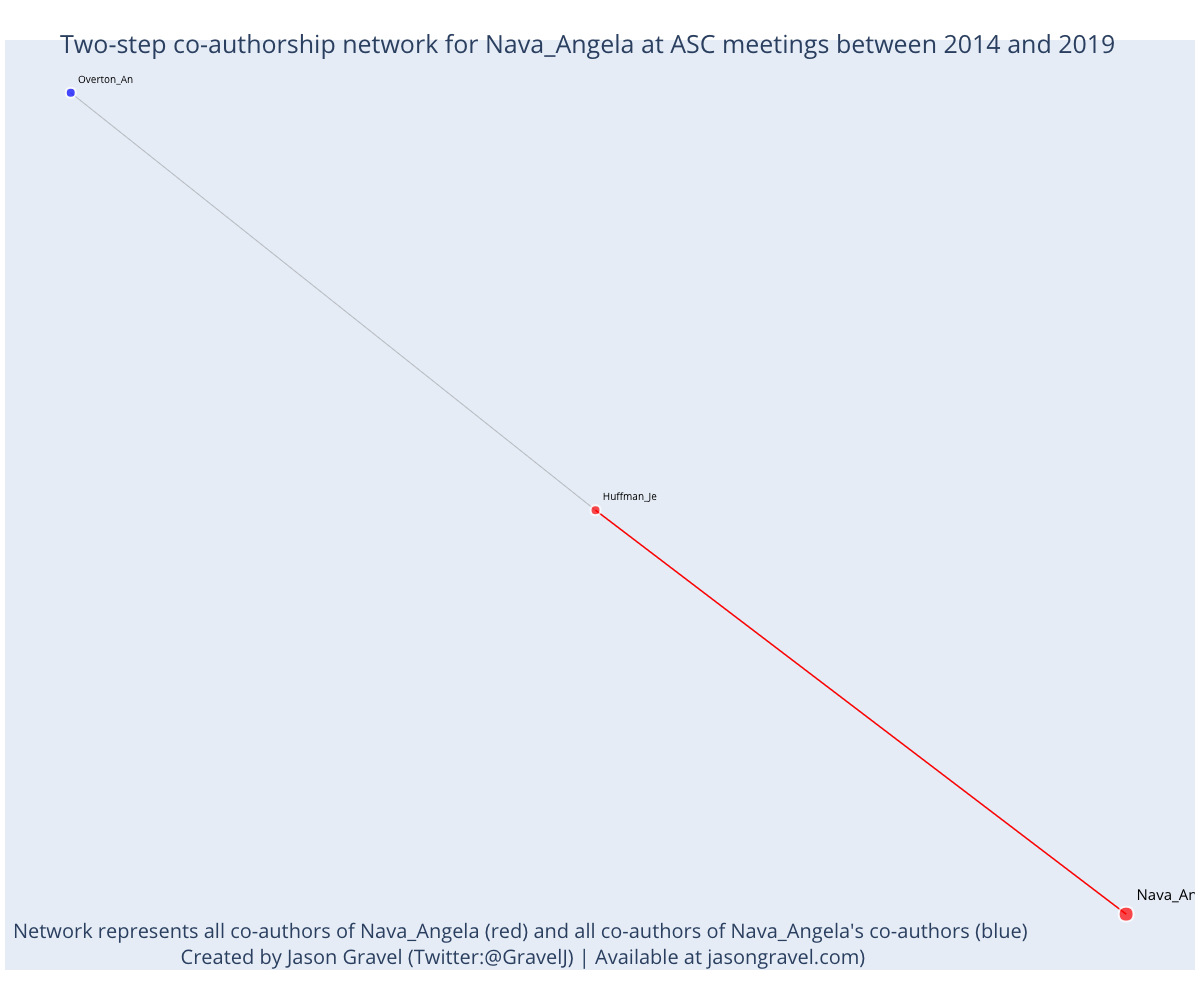 Two-step co-authorship network for Nava_Angela at ASC meetings between 2014 and 2019
Overton_An
Huffman_Je
Nava_An
Network represents all co-authors of Nava_Angela (red) and all co-authors of Nava_Angela's co-authors (blue)
Created by Jason Gravel (Twitter:@GravelJ) | Available at jasongravel.com)